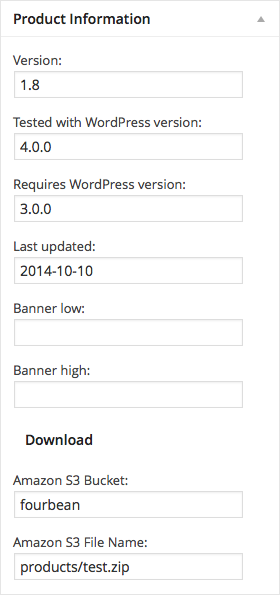 Product Information
Version:
1.8
Tested with WordPress version:
4.0.0
Requires WordPress version:
3.0.0
Last updated:
2014-10-10
Banner low:
Banner high:
Download
Amazon S3 Bucket:
fourbean
Amazon S3 File Name:
products/test.zip